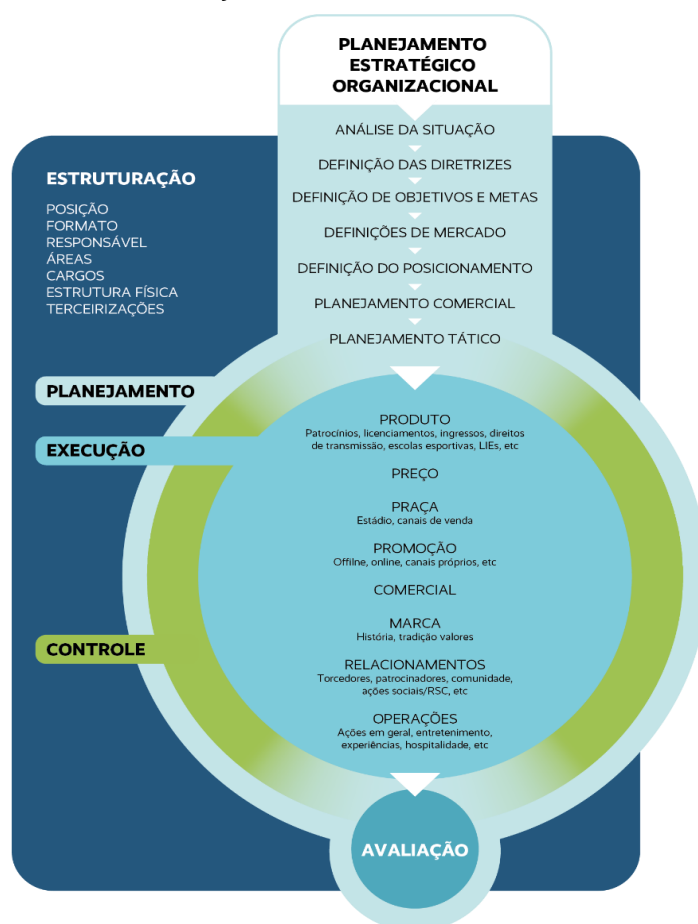 PLANEJAMENTO
ESTRATÉGICO
ORGANIZACIONAL
ANÁLISE DA SITUAÇÃO
DEFINIÇÃO DAS DIRETRIZES
DEFINIÇÃO DE OBJETIVOS E METAS
DEFINIÇÕES DE MERCADO
DEFINIÇÃO DO POSICIONAMENTO
PLANEJAMENTO COMERCIAL
PLANEJAMENTO TÁTICO
ESTRUTURAÇÃO
POSIÇÃO
FORMATO
RESPONSÁVEL
ÁREAS
CARGOS
ESTRUTURA FÍSICA
TERCEIRIZAÇÕES
PLANEJAMENTO
EXECUÇÃO
CONTROLE
PRODUTO
Patrocínios, licenciamentos, ingressos, direitos
de transmissão, escolas esportivas, LIEs, etc
PREÇO
PRAÇA
Estádio, canais de venda
PROMOÇÃO
Offilne, online, canais próprios, etc
COMERCIAL
MARCA
História, tradição valores
RELACIONAMENTOS
Torcedores, patrocinadores, comunidade,
ações sociais/RSC, etc
OPERAÇÕES
Ações em geral, entretenimento,
experiências, hospitalidade, etc
AVALIAÇÃO